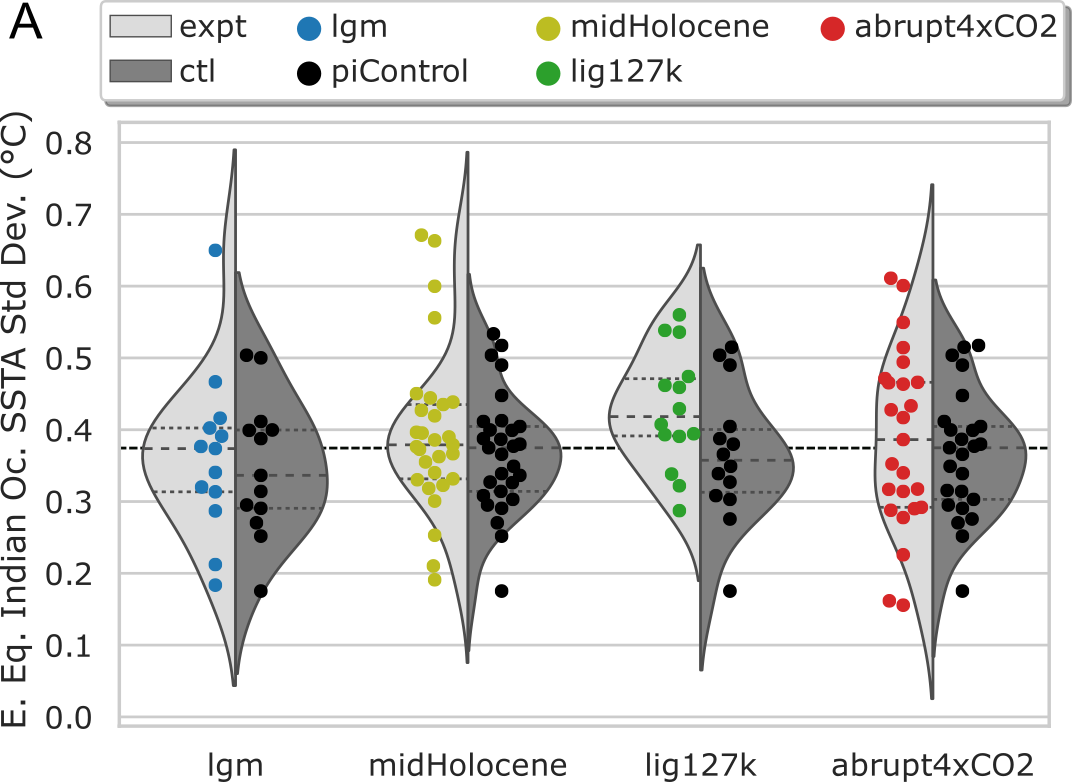 A
expt lgm midHolocene abrupt4xCO2
ctl piControl lig127k
E. Eq. Indian Oc. SSTA Std Dev. (°C)
0.8
0.7
0.6
0.5
0.4
0.3
0.2
0.1
0.0
lgm midHolocene lig127k abrupt4xCO2